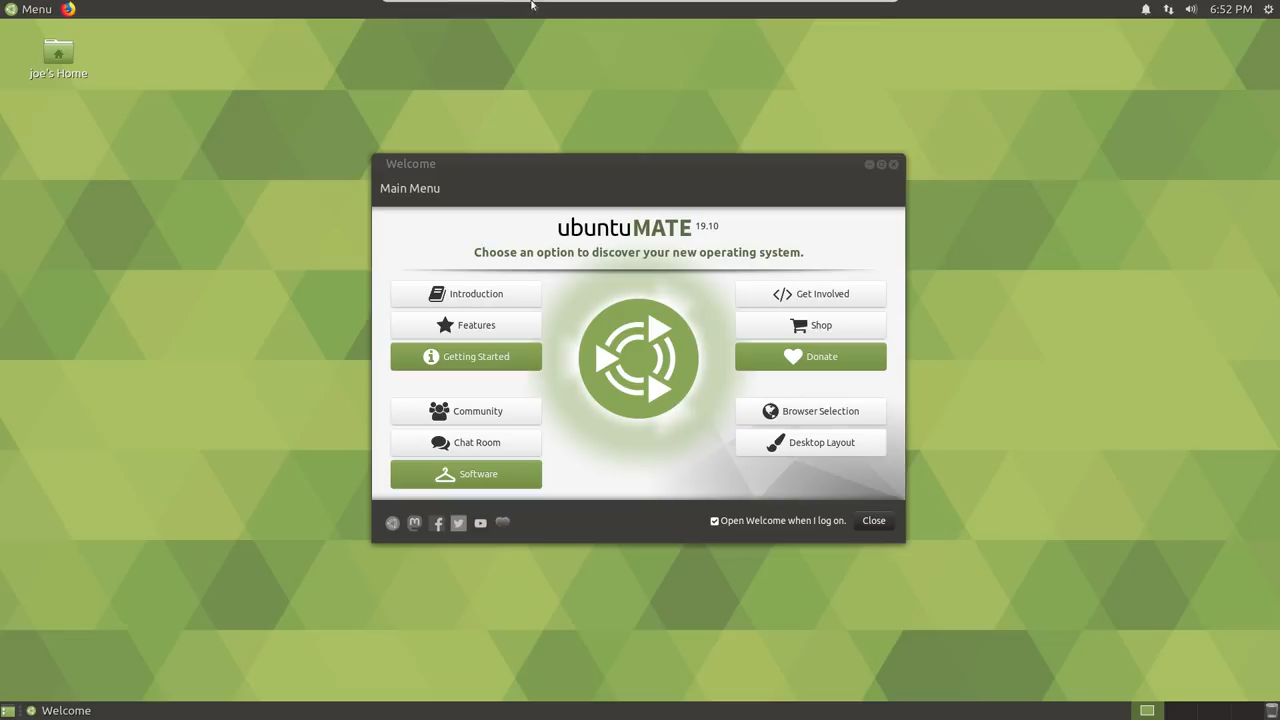 Menu
6:52 PM
joe's Home
Welcome
Main Menu
ubuntuMATE 19.10
Choose an option to discover your new operating system.
Introduction
Get Involved
Features
Shop
Getting Started
Donate
Community
Browser Selection
Chat Room
Desktop Layout
Software
Open Welcome when I log on.
Close
Welcome